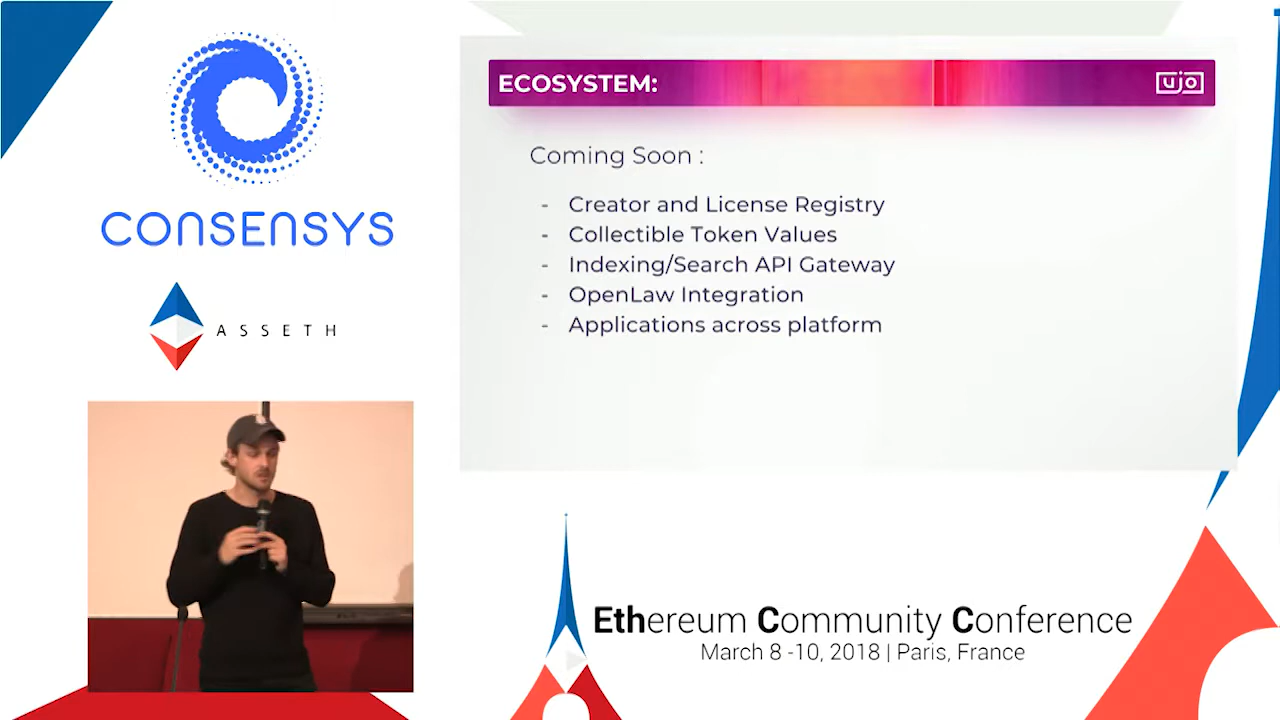 CONSENSYS
ASSETH
ECOSYSTEM:
ujo
Coming Soon :
- Creator and License Registry
- Collectible Token Values
- Indexing/Search API Gateway
- OpenLaw Integration
- Applications across platform
Ethereum Community Conference
March 8 -10, 2018 | Paris, France